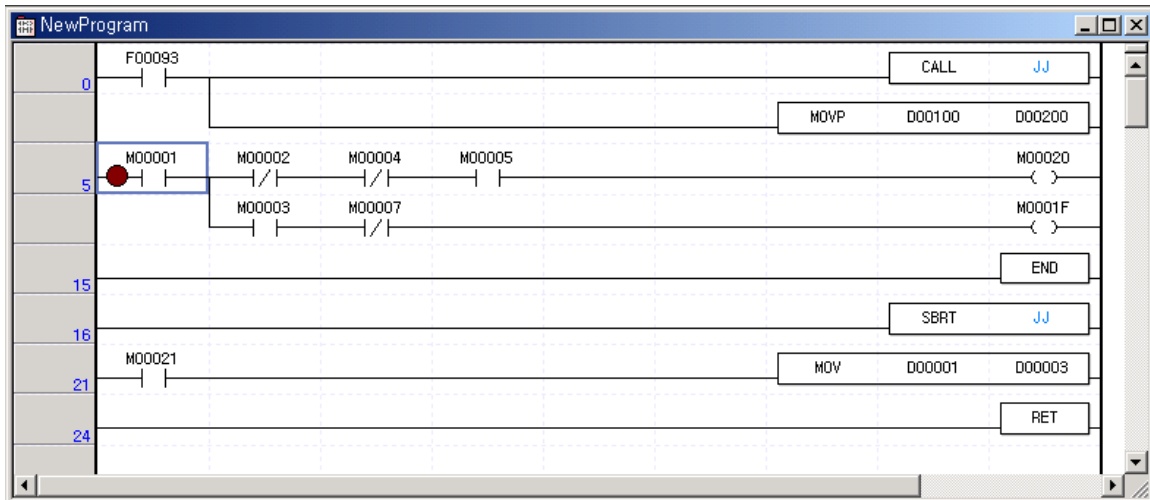 NewProgram
F00093
CALL JJ
0
MOVP D00100 D00200
M00001 M00002 M00004 M00005 M00020
5
M00003 M00007 M0001F
END
15
SBRT JJ
16
M00021
MOV D00001 D00003
21
RET
24